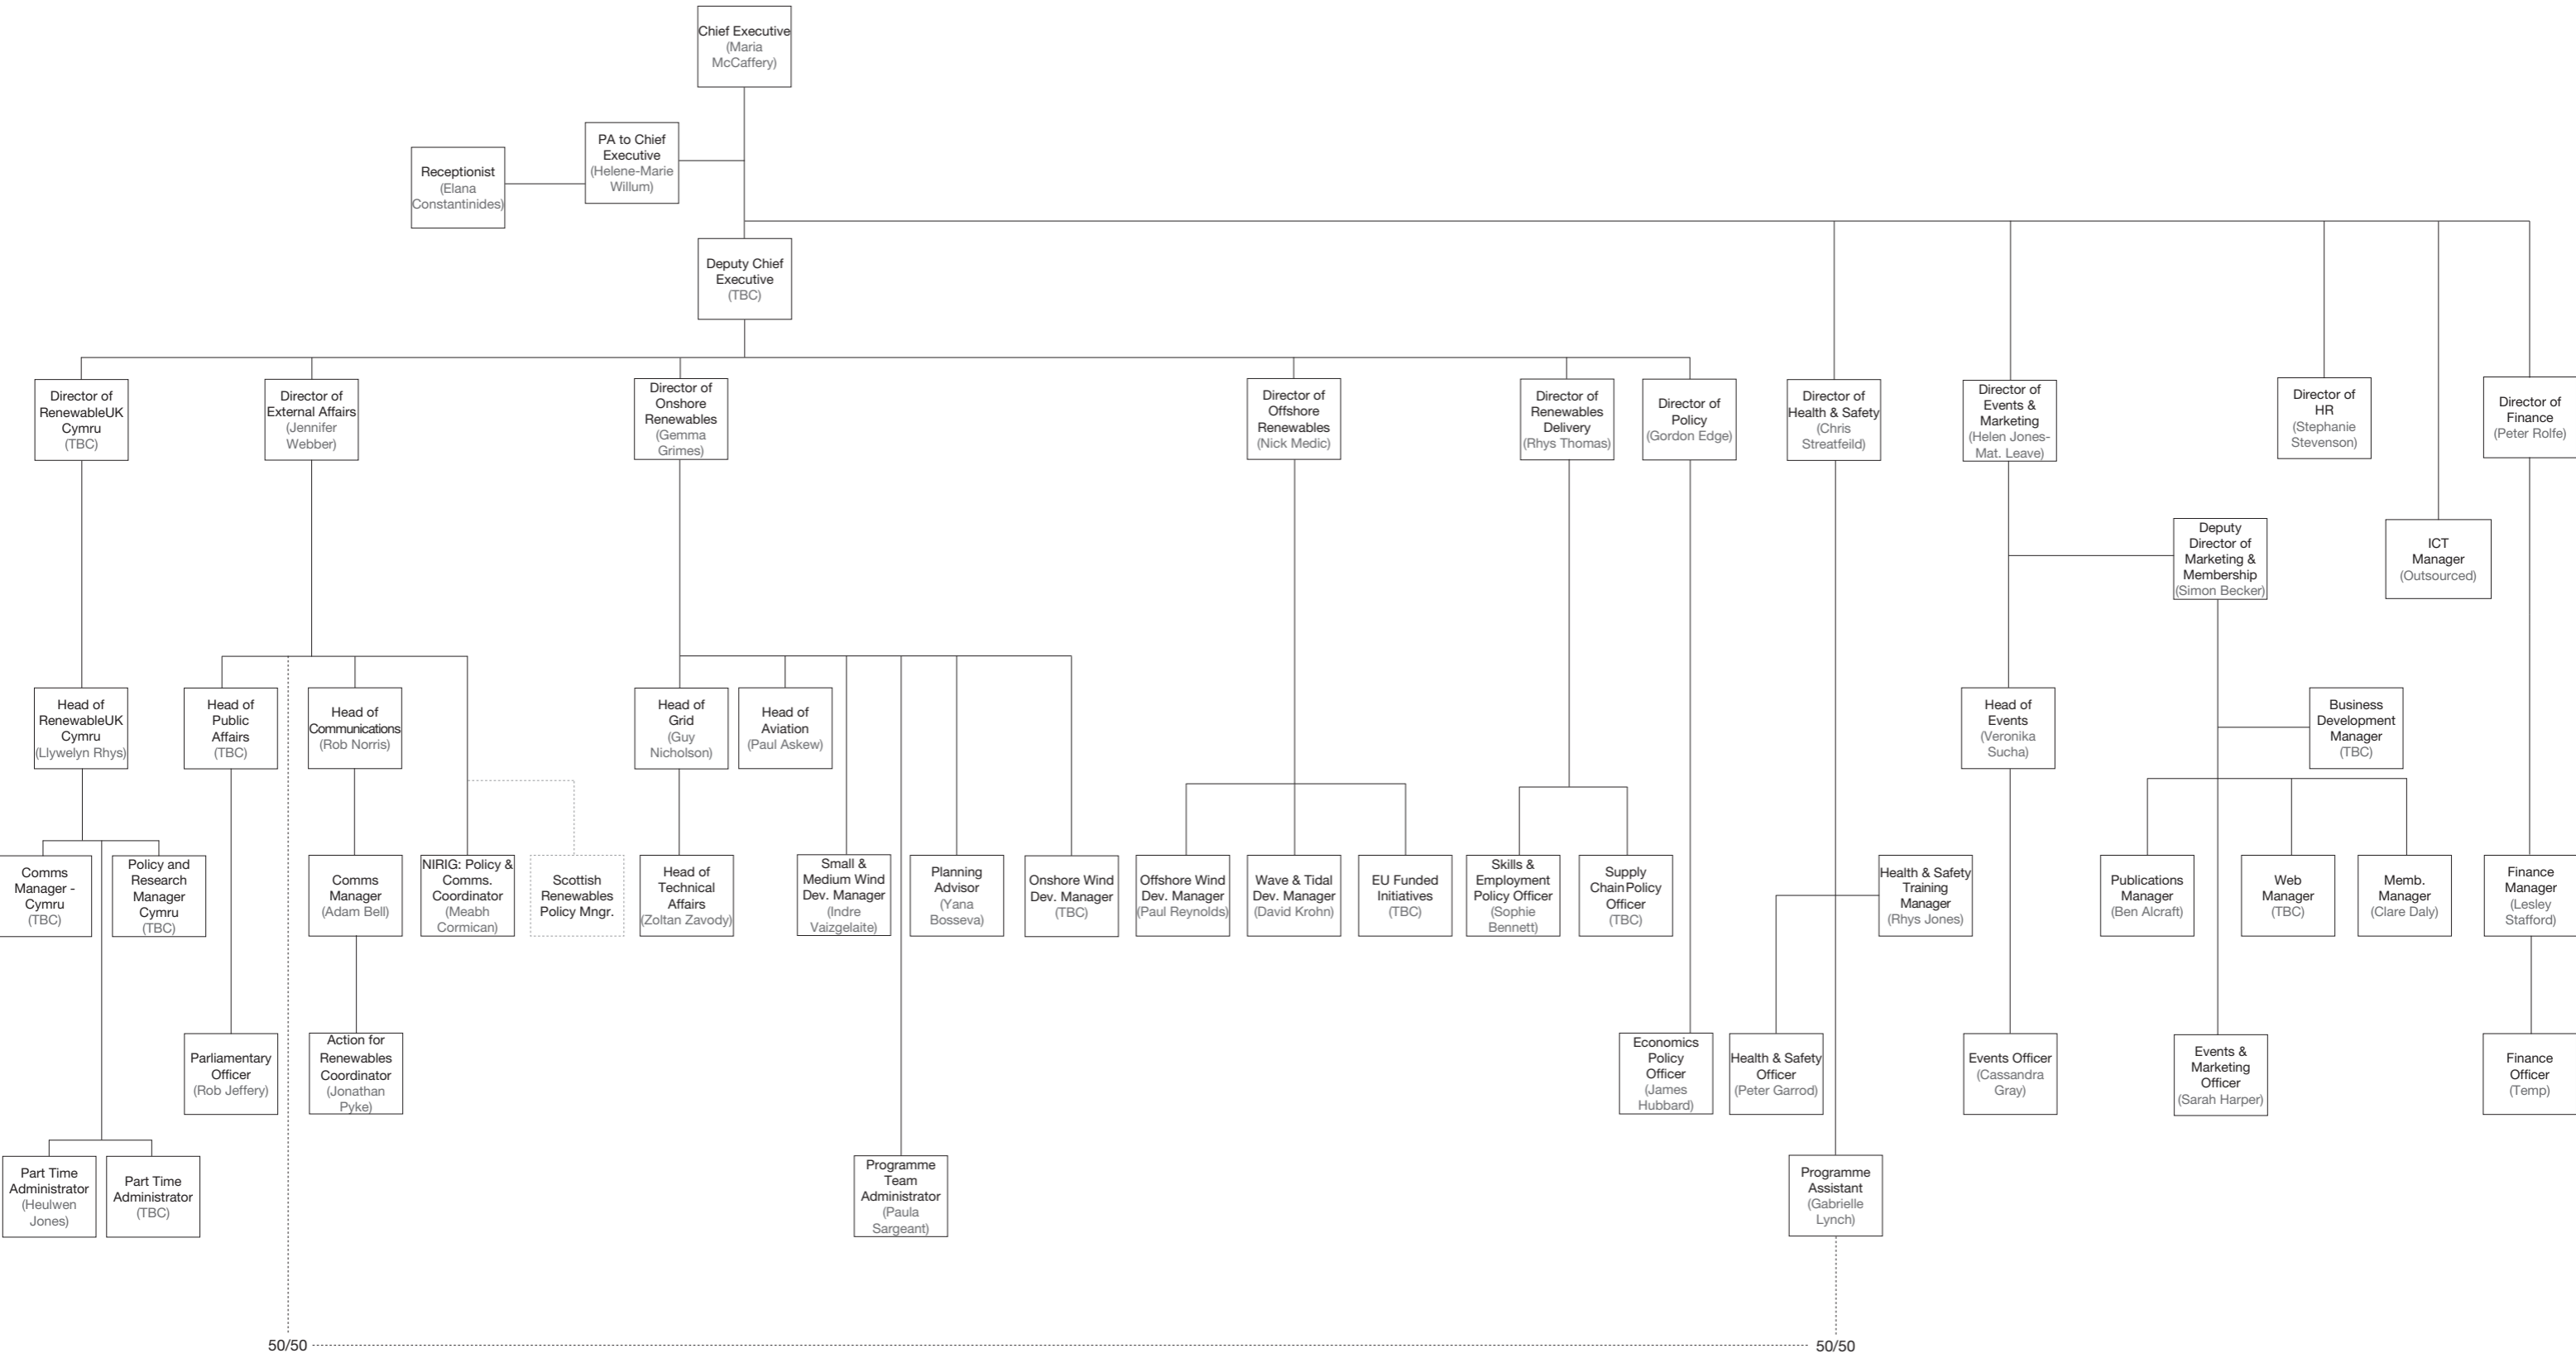 Chief Executive
(Maria
McCaffery)
PA to Chief
Executive
(Helene-Marie
Willum)
Receptionist
(Elana
Constantinides)
Deputy Chief
Executive
(TBC)
Director of
RenewableUK
Cymru
(TBC)
Director of
External Affairs
(Jennifer
Webber)
Director of
Onshore
Renewables
(Gemma
Grimes)
Director of
Offshore
Renewables
(Nick Medic)
Director of
Renewables
Delivery
(Rhys Thomas)
Director of
Policy
(Gordon Edge)
Director of
Health & Safety
(Chris
Streatfeild)
Director of
Events &
Marketing
(Helen Jones-
Mat. Leave)
Director of
HR
(Stephanie
Stevenson)
Director of
Finance
(Peter Rolfe)
Deputy
Director of
Marketing &
Membership
(Simon Becker)
ICT
Manager
(Outsourced)
Head of
RenewableUK
Cymru
(Llywelyn Rhys)
Head of
Public
Affairs
(TBC)
Head of
Communications
(Rob Norris)
Head of
Grid
(Guy
Nicholson)
Head of
Aviation
(Paul Askew)
Head of
Events
(Veronika
Sucha)
Business
Development
Manager
(TBC)
Comms
Manager -
Cymru
(TBC)
Policy and
Research
Manager
Cymru
(TBC)
Comms
Manager
(Adam Bell)
NIRIG: Policy &
Comms.
Coordinator
(Meabh
Cormican)
Scottish
Renewables
Policy Mngr.
Head of
Technical
Affairs
(Zoltan Zavody)
Small &
Medium Wind
Dev. Manager
(Indre
Vaizgelaite)
Planning
Advisor
(Yana
Bosseva)
Onshore Wind
Dev. Manager
(TBC)
Offshore Wind
Dev. Manager
(Paul Reynolds)
Wave & Tidal
Dev. Manager
(David Krohn)
EU Funded
Initiatives
(TBC)
Skills &
Employment
Policy Officer
(Sophie
Bennett)
Supply
Chain Policy
Officer
(TBC)
Health & Safety
Training
Manager
(Rhys Jones)
Publications
Manager
(Ben Alcraft)
Web
Manager
(TBC)
Memb.
Manager
(Clare Daly)
Finance
Manager
(Lesley
Stafford)
Parliamentary
Officer
(Rob Jeffery)
Action for
Renewables
Coordinator
(Jonathan
Pyke)
Economics
Policy
Officer
(James
Hubbard)
Health & Safety
Officer
(Peter Garrod)
Events Officer
(Cassandra
Gray)
Events &
Marketing
Officer
(Sarah Harper)
Finance
Officer
(Temp)
Part Time
Administrator
(Heulwen
Jones)
Part Time
Administrator
(TBC)
Programme
Team
Administrator
(Paula
Sargeant)
Programme
Assistant
(Gabrielle
Lynch)
50/50
50/50